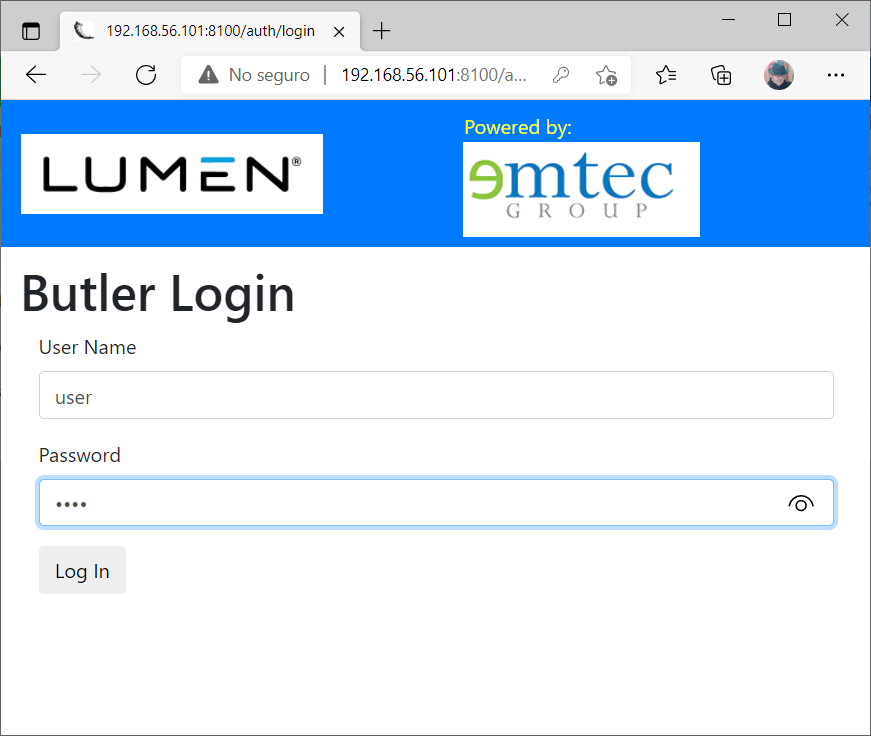 192.168.56.101:8100/auth/login
No seguro
192.168.56.101:8100/a...
Powered by:
LUMEN®
emtec
GROUP
Butler Login
User Name
user
Password
••••
Log In